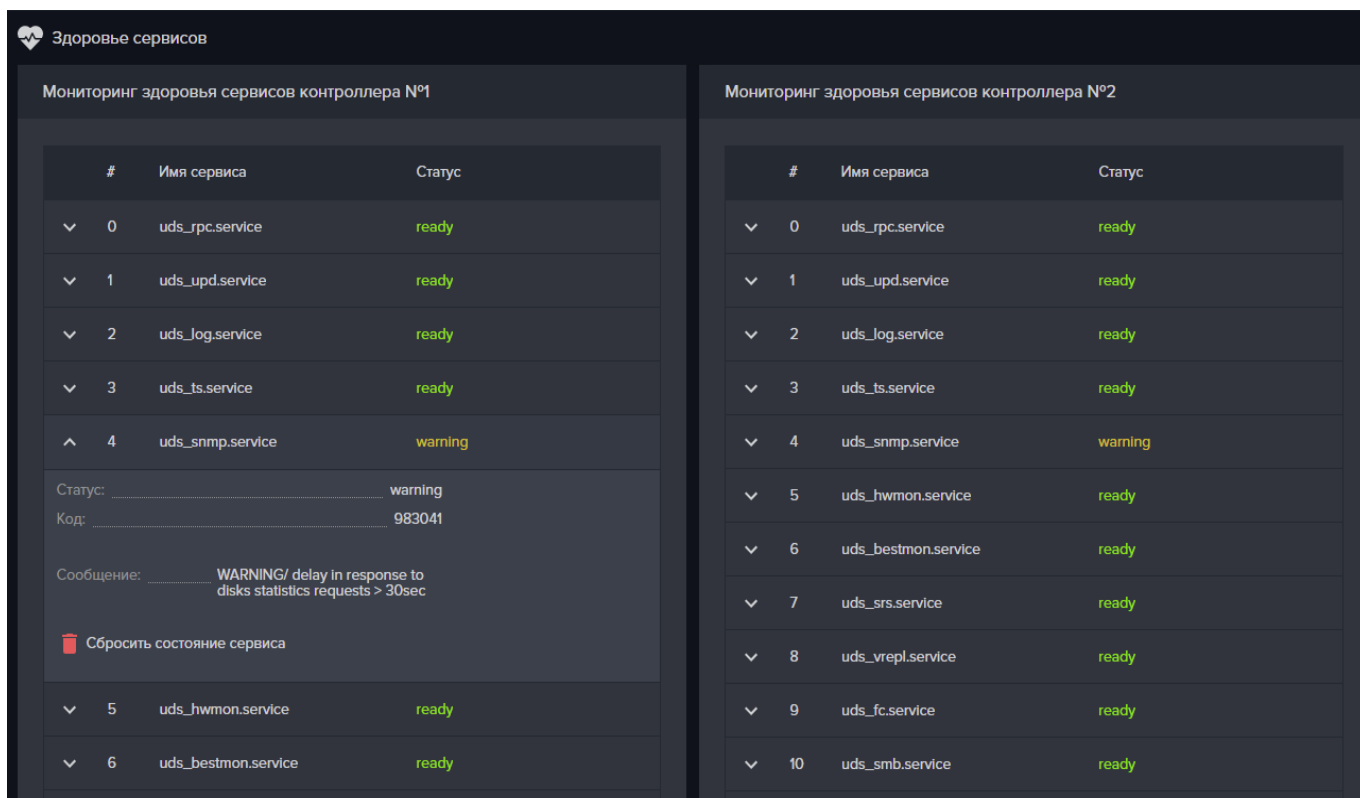 Здоровье сервисов
Мониторинг здоровья сервисов контроллера №1
# Имя сервиса Статус
0 uds_rpc.service ready
1 uds_upd.service ready
2 uds_log.service ready
3 uds_ts.service ready
4 uds_snmp.service warning
Статус: warning
Код: 983041
Сообщение: WARNING/ delay in response to
disks statistics requests > 30sec
Сбросить состояние сервиса
5 uds_hwmon.service ready
6 uds_bestmon.service ready
Мониторинг здоровья сервисов контроллера №2
# Имя сервиса Статус
0 uds_rpc.service ready
1 uds_upd.service ready
2 uds_log.service ready
3 uds_ts.service ready
4 uds_snmp.service warning
5 uds_hwmon.service ready
6 uds_bestmon.service ready
7 uds_srs.service ready
8 uds_vrepl.service ready
9 uds_fc.service ready
10 uds_smb.service ready